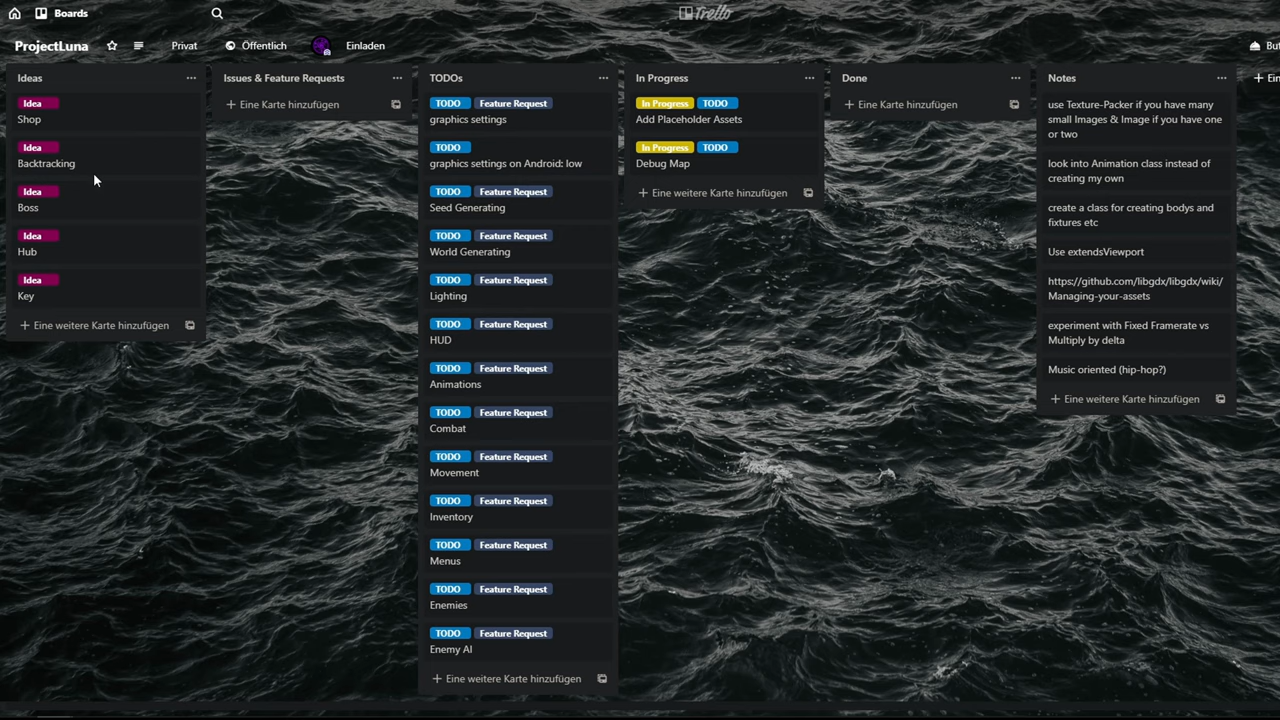 Boards
Trello
ProjectLuna
Privat
Öffentlich
Einladen
Ideas
Idea
Shop
Idea
Backtracking
Idea
Boss
Idea
Hub
Idea
Key
+ Eine weitere Karte hinzufügen
Issues & Feature Requests
+ Eine Karte hinzufügen
TODOs
TODO Feature Request
graphics settings
TODO
graphics settings on Android: low
TODO Feature Request
Seed Generating
TODO Feature Request
World Generating
TODO Feature Request
Lighting
TODO Feature Request
HUD
TODO Feature Request
Animations
TODO Feature Request
Combat
TODO Feature Request
Movement
TODO Feature Request
Inventory
TODO Feature Request
Menus
TODO Feature Request
Enemies
TODO Feature Request
Enemy AI
+ Eine weitere Karte hinzufügen
In Progress
In Progress TODO
Add Placeholder Assets
In Progress TODO
Debug Map
+ Eine weitere Karte hinzufügen
Done
+ Eine Karte hinzufügen
Notes
use Texture-Packer if you have many
small Images & Image if you have one
or two
look into Animation class instead of
creating my own
create a class for creating bodys and
fixtures etc
Use extendsViewport
https://github.com/libgdx/libgdx/wiki/
Managing-your-assets
experiment with Fixed Framerate vs
Multiply by delta
Music oriented (hip-hop?)
+ Eine weitere Karte hinzufügen